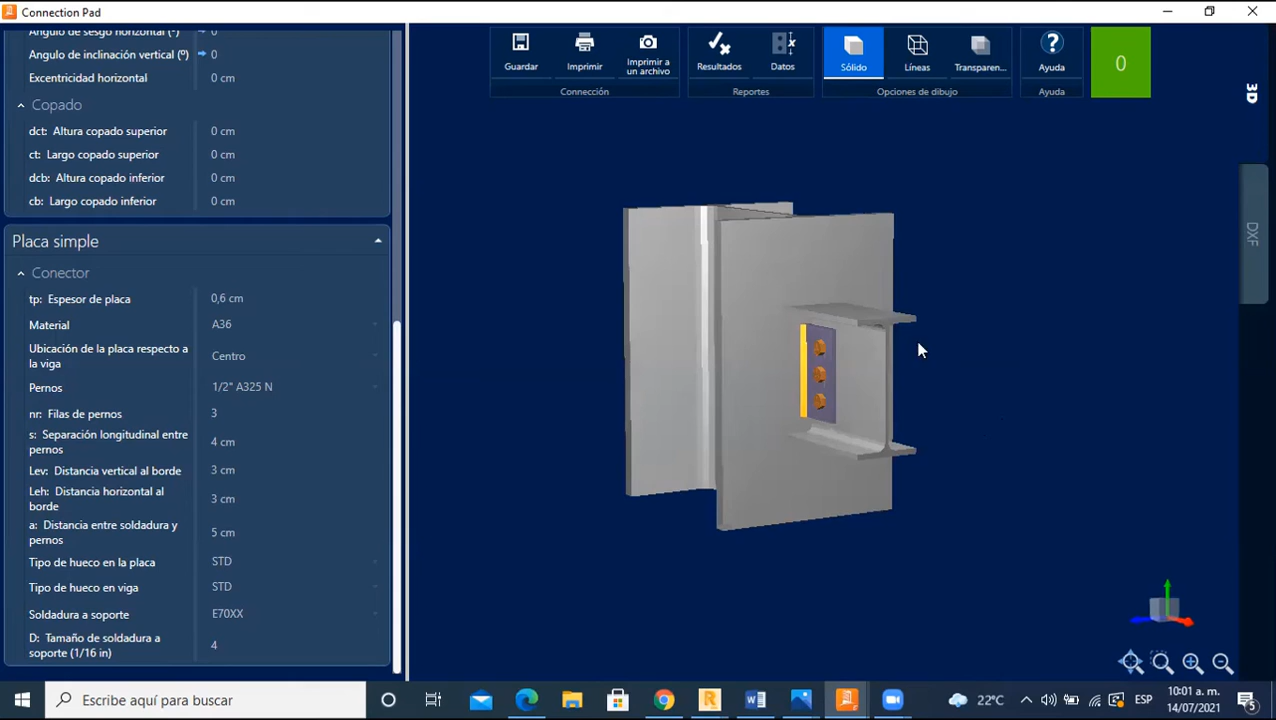 Connection Pad
Ángulo de sesgo horizontal (º) 0
Ángulo de inclinación vertical (º) 0
Excentricidad horizontal 0 cm
Copado
dct: Altura copado superior 0 cm
ct: Largo copado superior 0 cm
dcb: Altura copado inferior 0 cm
cb: Largo copado inferior 0 cm
Placa simple
Conector
tp: Espesor de placa 0,6 cm
Material A36
Ubicación de la placa respecto a
la viga Centro
Pernos 1/2" A325 N
nr: Filas de pernos 3
s: Separación longitudinal entre
pernos 4 cm
Lev: Distancia vertical al borde 3 cm
Leh: Distancia horizontal al
borde 3 cm
a: Distancia entre soldadura y
pernos 5 cm
Tipo de hueco en la placa STD
Tipo de hueco en viga STD
Soldadura a soporte E70XX
D: Tamaño de soldadura a
soporte (1/16 in) 4
Guardar
Imprimir
Imprimir a
un archivo
Connección
Resultados
Datos
Reportes
Sólido
Líneas
Transparen...
Opciones de dibujo
Ayuda
Ayuda
0
3D
DXF
Escribe aquí para buscar
22°C
ESP
10:01 a. m.
14/07/2021
5